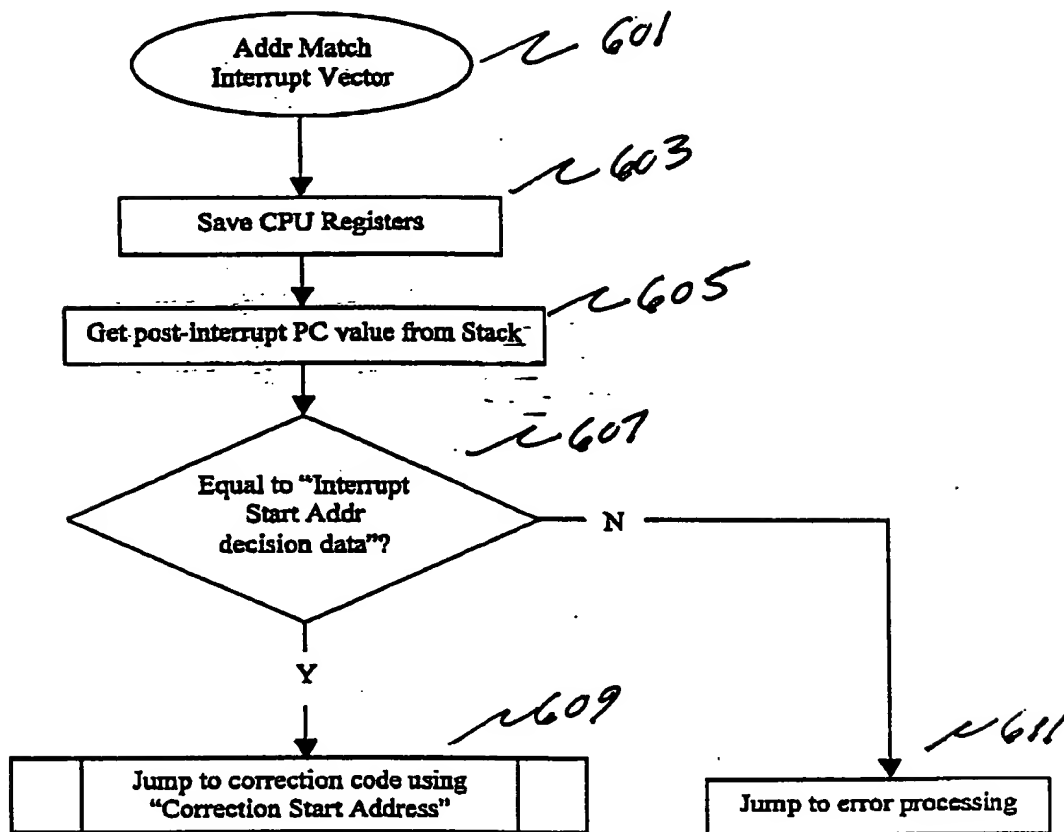 Addr Match
Interrupt Vector
601
603
Save CPU Registers
605
Get post-interrupt PC value from Stack
607
Equal to "Interrupt
Start Addr
decision data"?
N
Y
609
611
Jump to correction code using
"Correction Start Address"
Jump to error processing